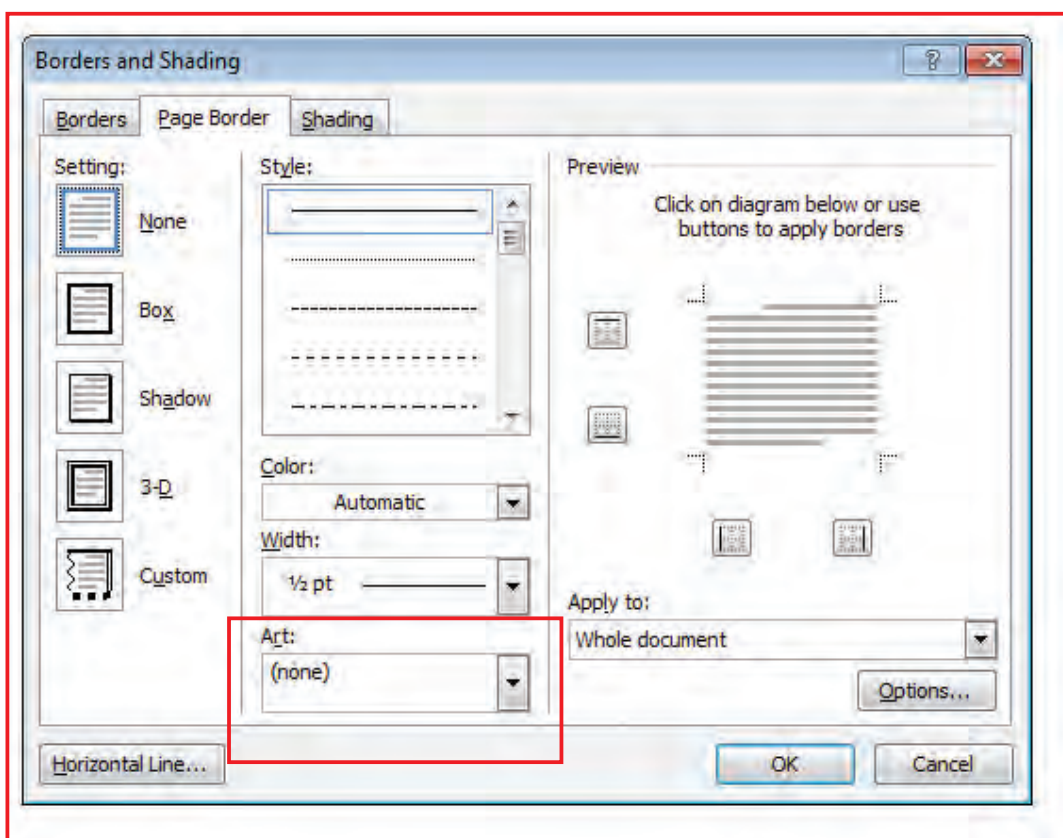 Borders and Shading
Borders
Page Border
Shading
Setting:
None
Box
Shadow
3-D
Custom
Style:
Color:
Automatic
Width:
½ pt
Art:
(none)
Preview
Click on diagram below or use
buttons to apply borders
Apply to:
Whole document
Options...
Horizontal Line...
OK
Cancel